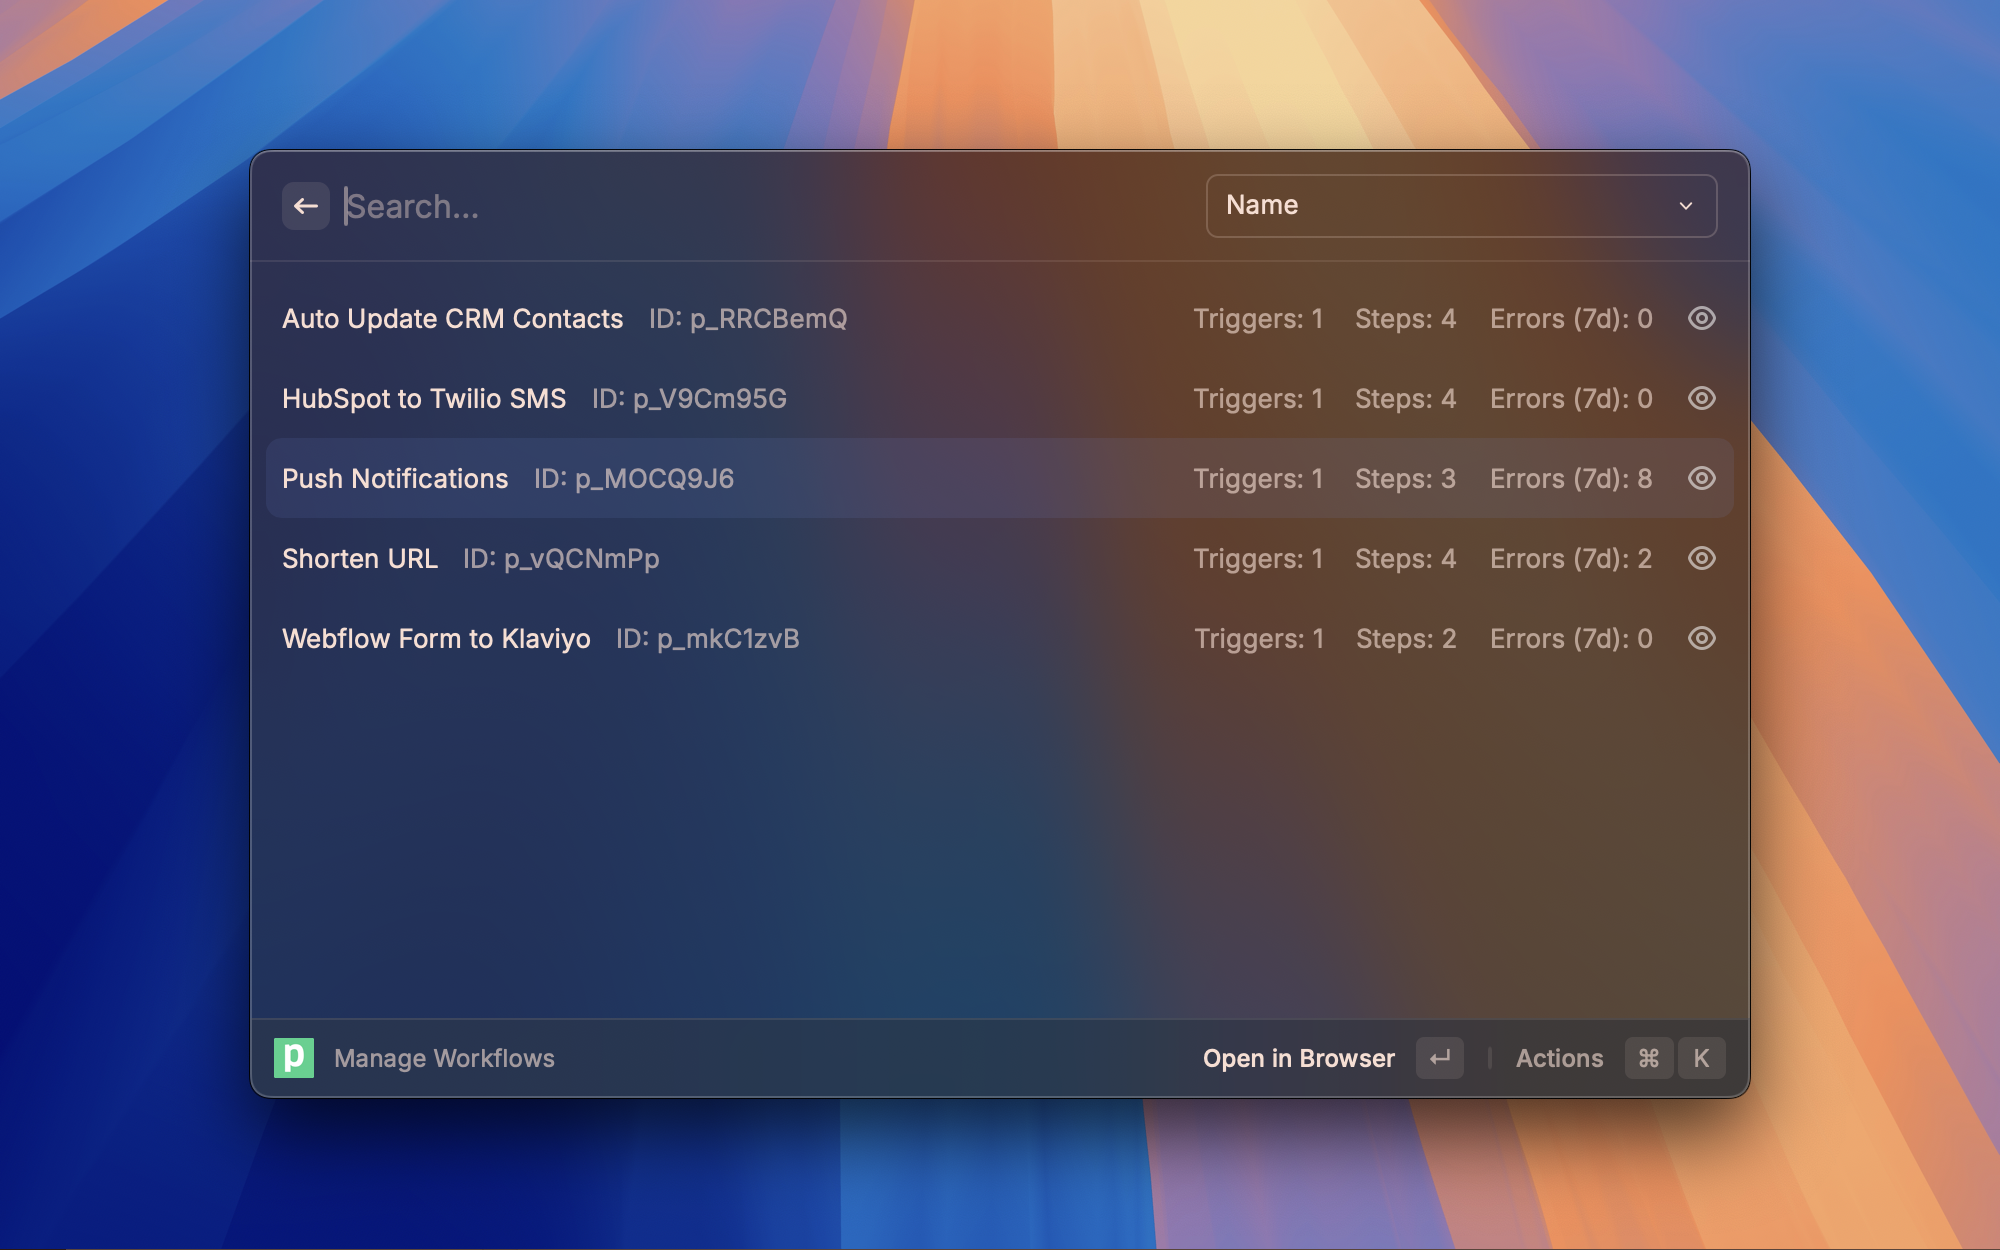 Search...
Name
Auto Update CRM Contacts ID: p_RRCBemQ Triggers: 1 Steps: 4 Errors (7d): 0
HubSpot to Twilio SMS ID: p_V9Cm95G Triggers: 1 Steps: 4 Errors (7d): 0
Push Notifications ID: p_MOCQ9J6 Triggers: 1 Steps: 3 Errors (7d): 8
Shorten URL ID: p_vQCNmPp Triggers: 1 Steps: 4 Errors (7d): 2
Webflow Form to Klaviyo ID: p_mkC1zvB Triggers: 1 Steps: 2 Errors (7d): 0
p Manage Workflows Open in Browser ↵ Actions ⌘ K